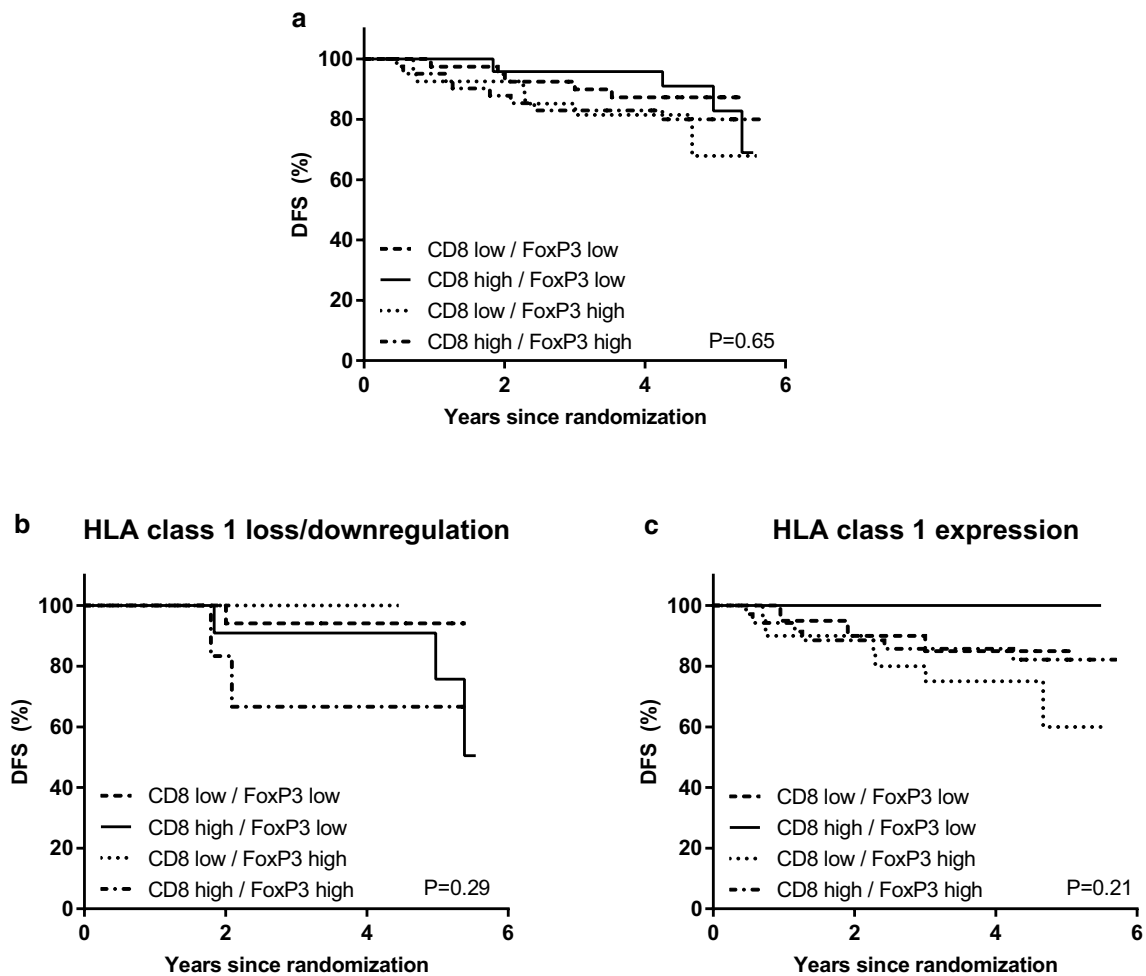 a
100
80
60
40
20
0
DFS (%)
CD8 low / FoxP3 low
CD8 high / FoxP3 low
CD8 low / FoxP3 high
CD8 high / FoxP3 high
P=0.65
0 2 4 6
Years since randomization
b HLA class 1 loss/downregulation
100
80
60
40
20
0
DFS (%)
CD8 low / FoxP3 low
CD8 high / FoxP3 low
CD8 low / FoxP3 high
CD8 high / FoxP3 high
P=0.29
0 2 4 6
Years since randomization
c HLA class 1 expression
100
80
60
40
20
0
DFS (%)
CD8 low / FoxP3 low
CD8 high / FoxP3 low
CD8 low / FoxP3 high
CD8 high / FoxP3 high
P=0.21
0 2 4 6
Years since randomization